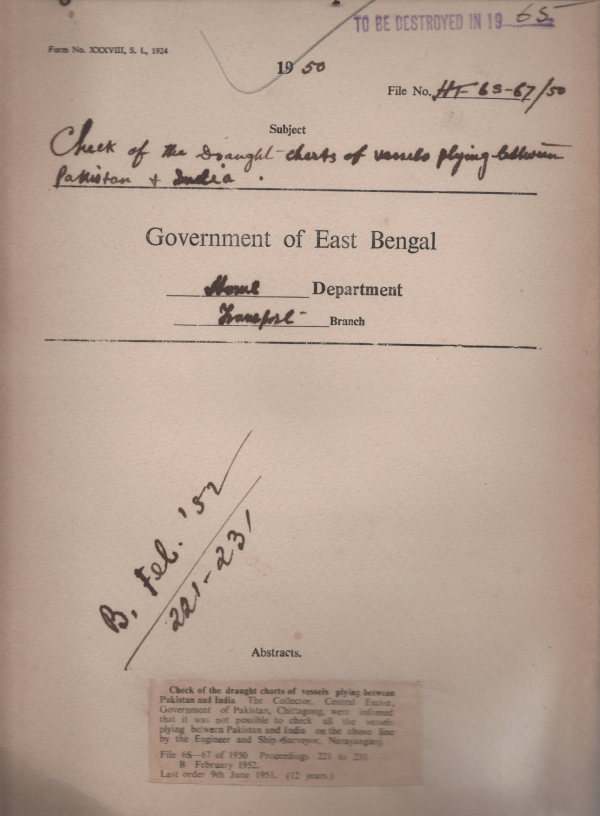 TO BE DESTROYED IN 19 65
Form No. XXXVIII, S. I., 1924
19 50
File No. HT 6S-67/50
Subject
Check of the Draught-charts of vessels plying between
Pakistan & India.
Government of East Bengal
Home Department
Transport Branch
B. Feb. '52
221-231
Abstracts.
Check of the draught charts of vessels plying between
Pakistan and India The Collector, Central Excise,
Government of Pakistan, Chittagong, were informed
that it was not possible to check all the vessels
plying between Pakistan and India on the above line
by the Engineer and Ship Surveyor, Narayanganj.
File 6S—67 of 1950 Proceedings 221 to 231
B February 1952.
Last order 9th June 1951. (12 years.)